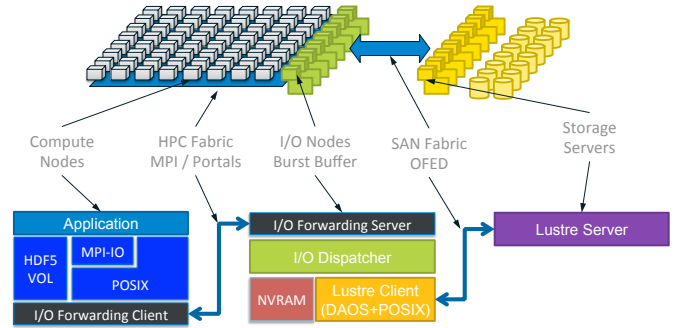 Compute
Nodes
HPC Fabric
MPI / Portals
I/O Nodes
Burst Buffer
SAN Fabric
OFED
Storage
Servers
Application
HDF5
VOL
MPI-IO
POSIX
I/O Forwarding Client
I/O Forwarding Server
I/O Dispatcher
NVRAM
Lustre Client
(DAOS+POSIX)
Lustre Server